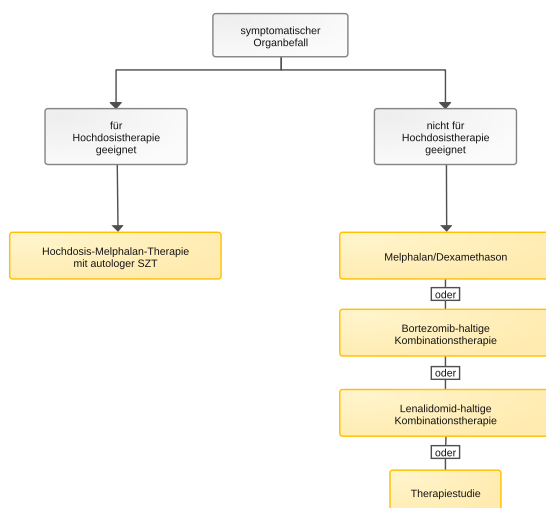 symptomatischer
Organbefall
für
Hochdosistherapie
geeignet
nicht für
Hochdosistherapie
geeignet
Hochdosis-Melphalan-Therapie
mit autologer SZT
Melphalan/Dexamethason
oder
Bortezomib-haltige
Kombinationstherapie
oder
Lenalidomid-haltige
Kombinationstherapie
oder
Therapiestudie